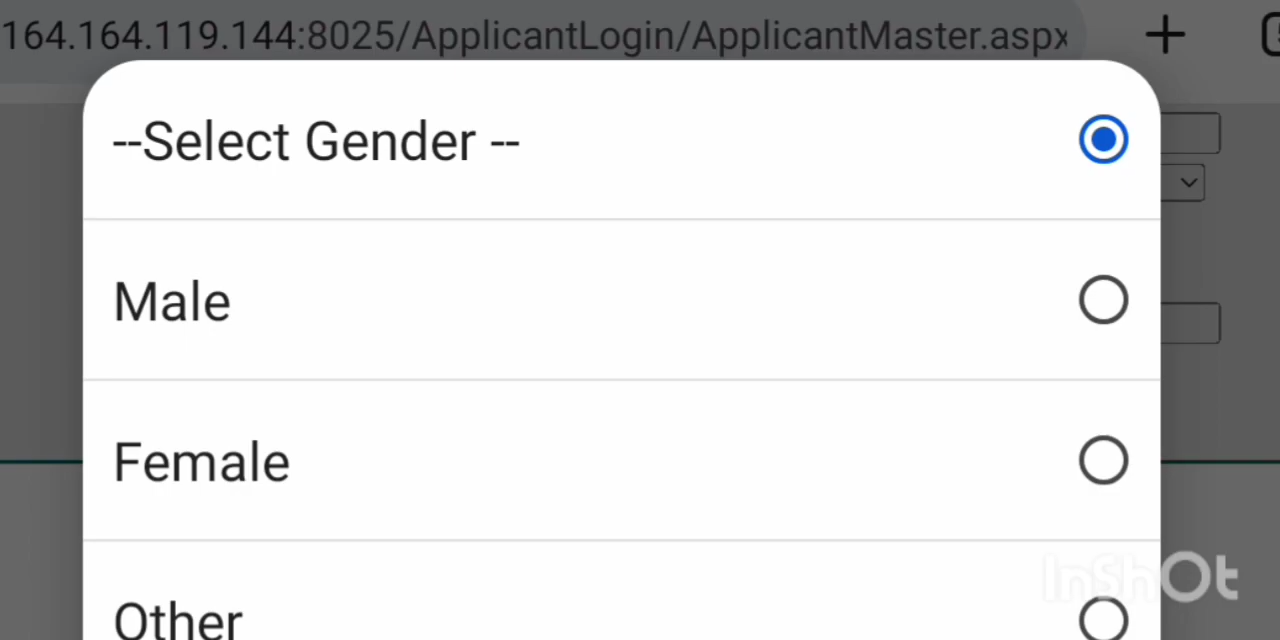 164.164.119.144:8025/ApplicantLogin/ApplicantMaster.aspx
--Select Gender --
Male
Female
Other
InShOt